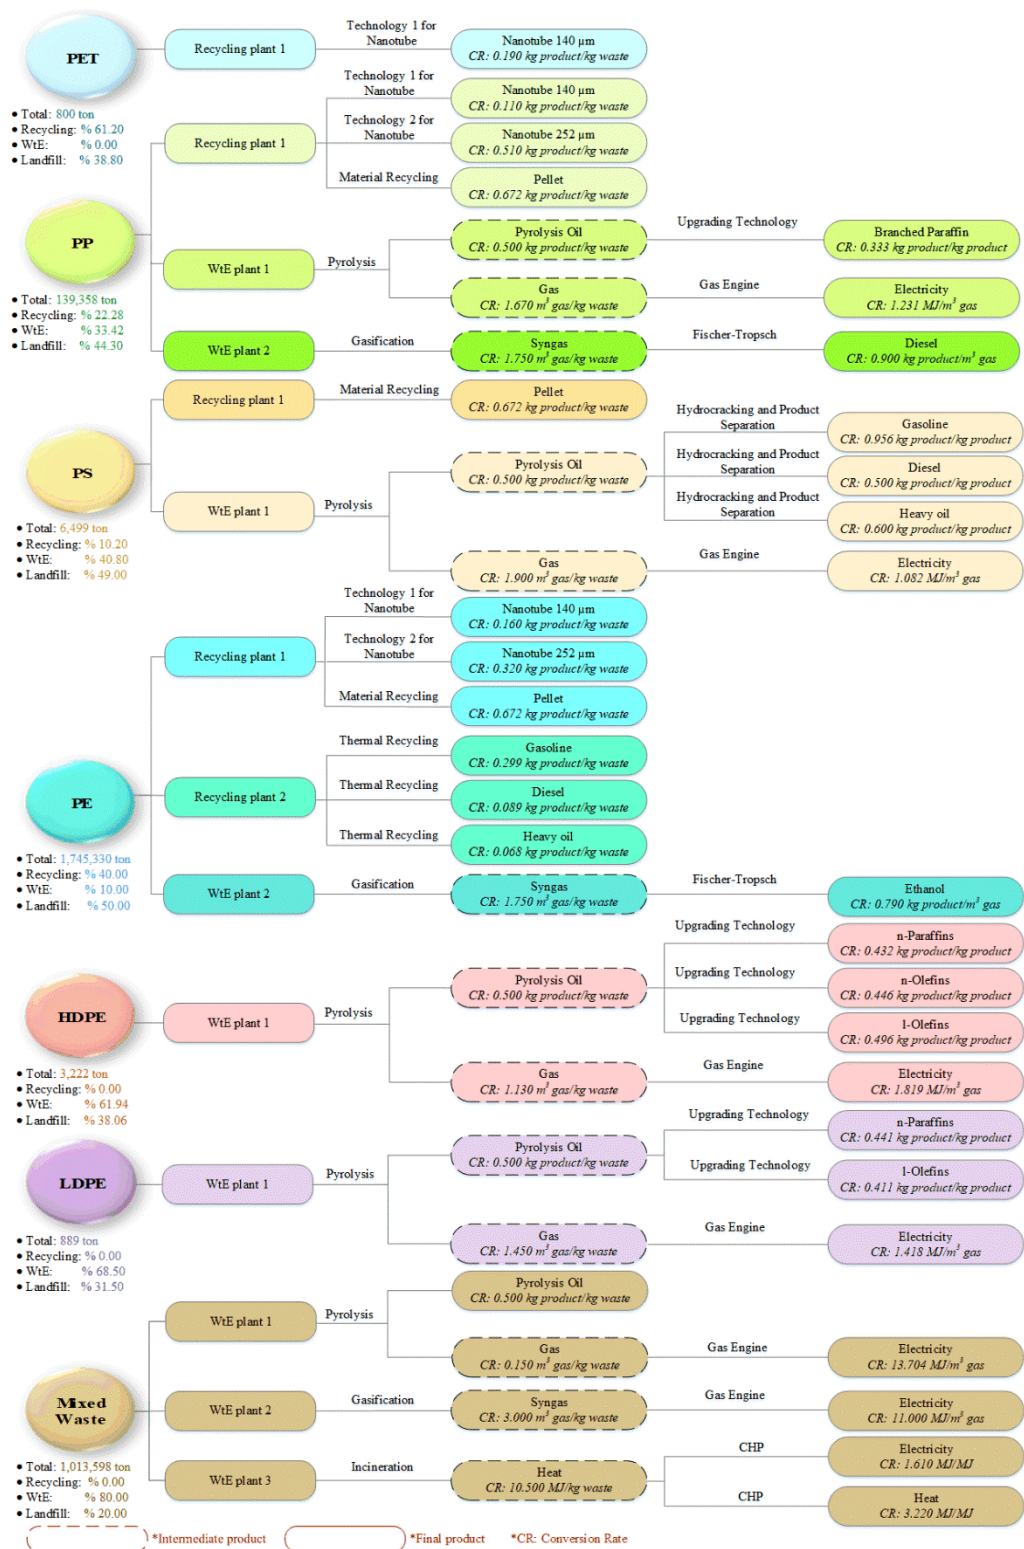 PET
• Total: 800 ton
• Recycling: % 61.20
• WtE: % 0.00
• Landfill: % 38.80
Recycling plant 1
Technology 1 for
Nanotube
Nanotube 140 µm
CR: 0.190 kg product/kg waste
PP
• Total: 139,358 ton
• Recycling: % 22.28
• WtE: % 33.42
• Landfill: % 44.30
Recycling plant 1
Technology 1 for
Nanotube
Nanotube 140 µm
CR: 0.110 kg product/kg waste
Technology 2 for
Nanotube
Nanotube 252 µm
CR: 0.510 kg product/kg waste
Material Recycling
Pellet
CR: 0.672 kg product/kg waste
WtE plant 1
Pyrolysis
Pyrolysis Oil
CR: 0.500 kg product/kg waste
Upgrading Technology
Branched Paraffin
CR: 0.333 kg product/kg product
Gas
CR: 1.670 m³ gas/kg waste
Gas Engine
Electricity
CR: 1.231 MJ/m³ gas
WtE plant 2
Gasification
Syngas
CR: 1.750 m³ gas/kg waste
Fischer-Tropsch
Diesel
CR: 0.900 kg product/m³ gas
PS
• Total: 6,499 ton
• Recycling: % 10.20
• WtE: % 40.80
• Landfill: % 49.00
Recycling plant 1
Material Recycling
Pellet
CR: 0.672 kg product/kg waste
WtE plant 1
Pyrolysis
Pyrolysis Oil
CR: 0.500 kg product/kg waste
Hydrocracking and Product
Separation
Gasoline
CR: 0.956 kg product/kg product
Hydrocracking and Product
Separation
Diesel
CR: 0.500 kg product/kg product
Hydrocracking and Product
Separation
Heavy oil
CR: 0.600 kg product/kg product
Gas
CR: 1.900 m³ gas/kg waste
Gas Engine
Electricity
CR: 1.082 MJ/m³ gas
PE
• Total: 1,745,330 ton
• Recycling: % 40.00
• WtE: % 10.00
• Landfill: % 50.00
Recycling plant 1
Technology 1 for
Nanotube
Nanotube 140 µm
CR: 0.160 kg product/kg waste
Technology 2 for
Nanotube
Nanotube 252 µm
CR: 0.320 kg product/kg waste
Material Recycling
Pellet
CR: 0.672 kg product/kg waste
Recycling plant 2
Thermal Recycling
Gasoline
CR: 0.299 kg product/kg waste
Thermal Recycling
Diesel
CR: 0.089 kg product/kg waste
Thermal Recycling
Heavy oil
CR: 0.068 kg product/kg waste
WtE plant 2
Gasification
Syngas
CR: 1.750 m³ gas/kg waste
Fischer-Tropsch
Ethanol
CR: 0.790 kg product/m³ gas
HDPE
• Total: 3,222 ton
• Recycling: % 0.00
• WtE: % 61.94
• Landfill: % 38.06
WtE plant 1
Pyrolysis
Pyrolysis Oil
CR: 0.500 kg product/kg waste
Upgrading Technology
n-Paraffins
CR: 0.432 kg product/kg product
Upgrading Technology
n-Olefins
CR: 0.446 kg product/kg product
Upgrading Technology
l-Olefins
CR: 0.496 kg product/kg product
Gas
CR: 1.130 m³ gas/kg waste
Gas Engine
Electricity
CR: 1.819 MJ/m³ gas
LDPE
• Total: 889 ton
• Recycling: % 0.00
• WtE: % 68.50
• Landfill: % 31.50
WtE plant 1
Pyrolysis
Pyrolysis Oil
CR: 0.500 kg product/kg waste
Upgrading Technology
n-Paraffins
CR: 0.441 kg product/kg product
Upgrading Technology
l-Olefins
CR: 0.411 kg product/kg product
Gas
CR: 1.450 m³ gas/kg waste
Gas Engine
Electricity
CR: 1.418 MJ/m³ gas
Mixed
Waste
• Total: 1,013,598 ton
• Recycling: % 0.00
• WtE: % 80.00
• Landfill: % 20.00
WtE plant 1
Pyrolysis
Pyrolysis Oil
CR: 0.500 kg product/kg waste
Gas
CR: 0.150 m³ gas/kg waste
Gas Engine
Electricity
CR: 13.704 MJ/m³ gas
WtE plant 2
Gasification
Syngas
CR: 3.000 m³ gas/kg waste
Gas Engine
Electricity
CR: 11.000 MJ/m³ gas
WtE plant 3
Incineration
Heat
CR: 10.500 MJ/kg waste
CHP
Electricity
CR: 1.610 MJ/MJ
CHP
Heat
CR: 3.220 MJ/MJ
*Intermediate product
*Final product
*CR: Conversion Rate